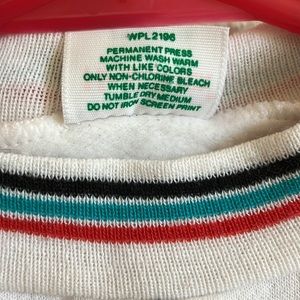 WPL 2196
PERMANENT PRESS
MACHINE WASH WARM
WITH LIKE COLORS
ONLY NON-CHLORINE BLEACH
WHEN NECESSARY
TUMBLE DRY MEDIUM
DO NOT IRON SCREEN PRINT